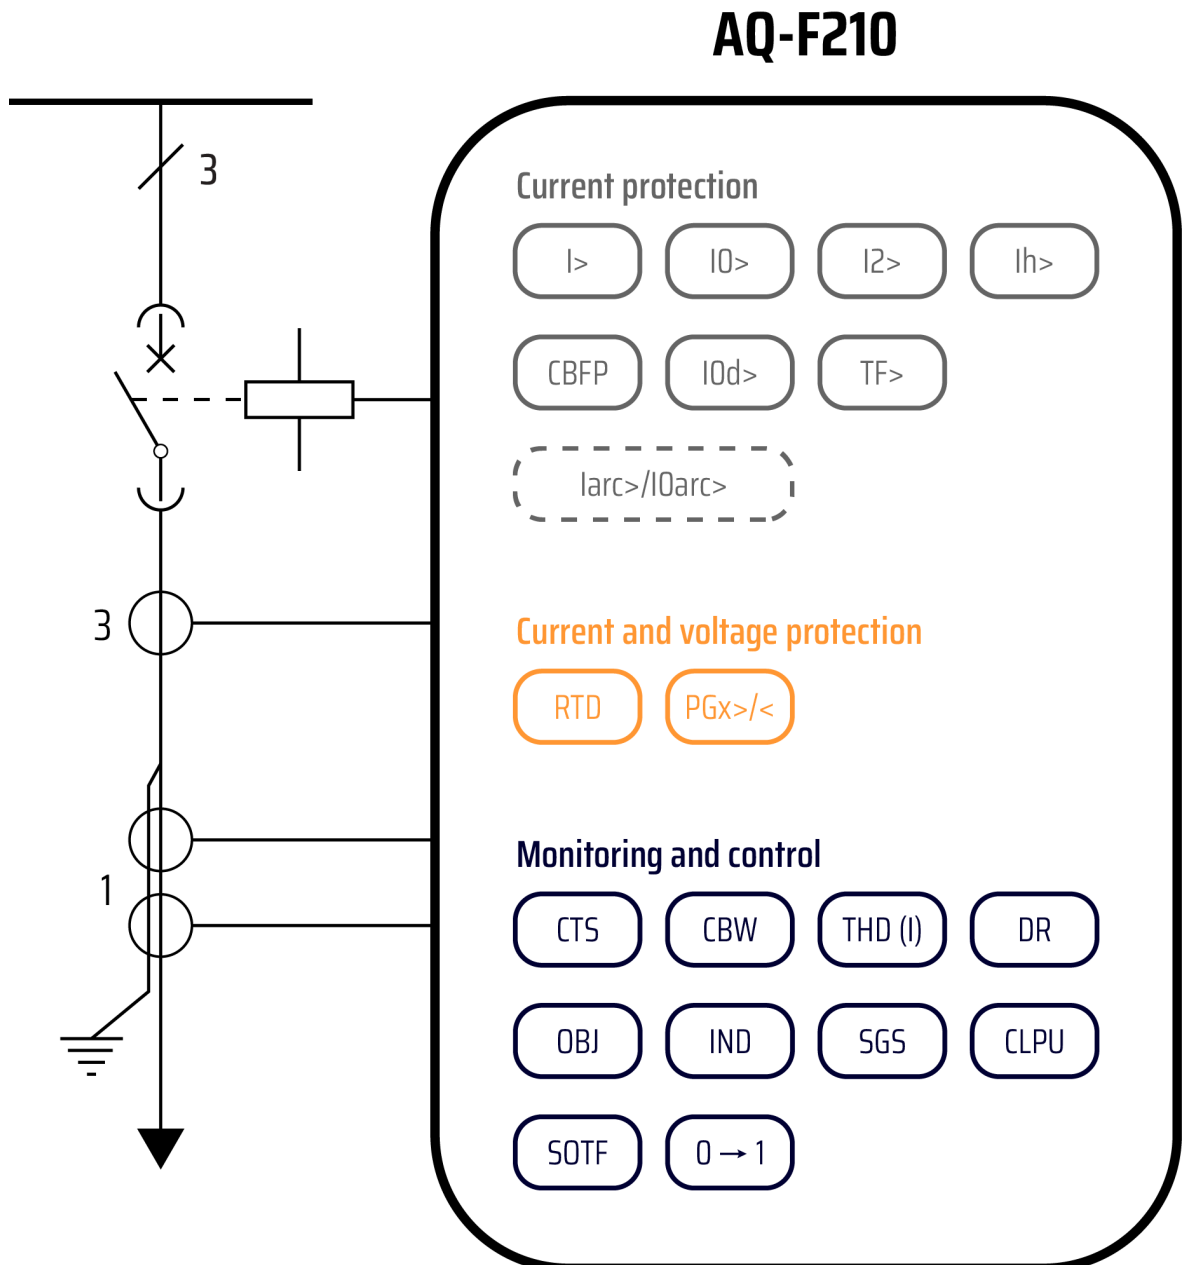 AQ-F210
3
Current protection
I> I0> I2> Ih>
CBFP I0d> TF>
Iarc>/I0arc>
3
Current and voltage protection
RTD PGx>/<
Monitoring and control
1
CTS CBW THD (I) DR
OBJ IND SGS CLPU
SOTF 0 → 1